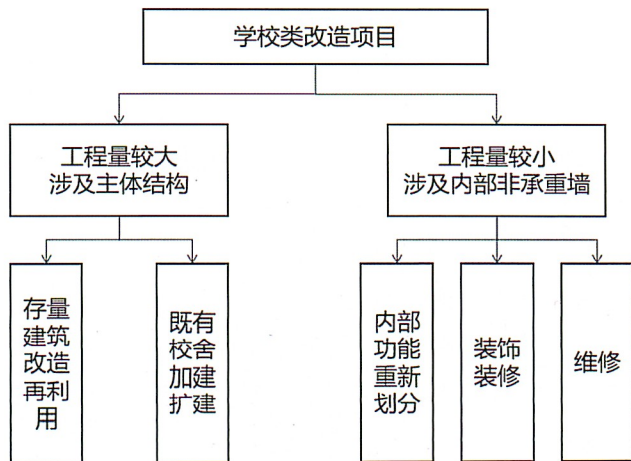 学校类改造项目
工程量较大
涉及主体结构
工程量较小
涉及内部非承重墙
存量
建筑
改造
再利
用
既有
校舍
加建
扩建
内部
功能
重新
划分
装饰
装修
维修